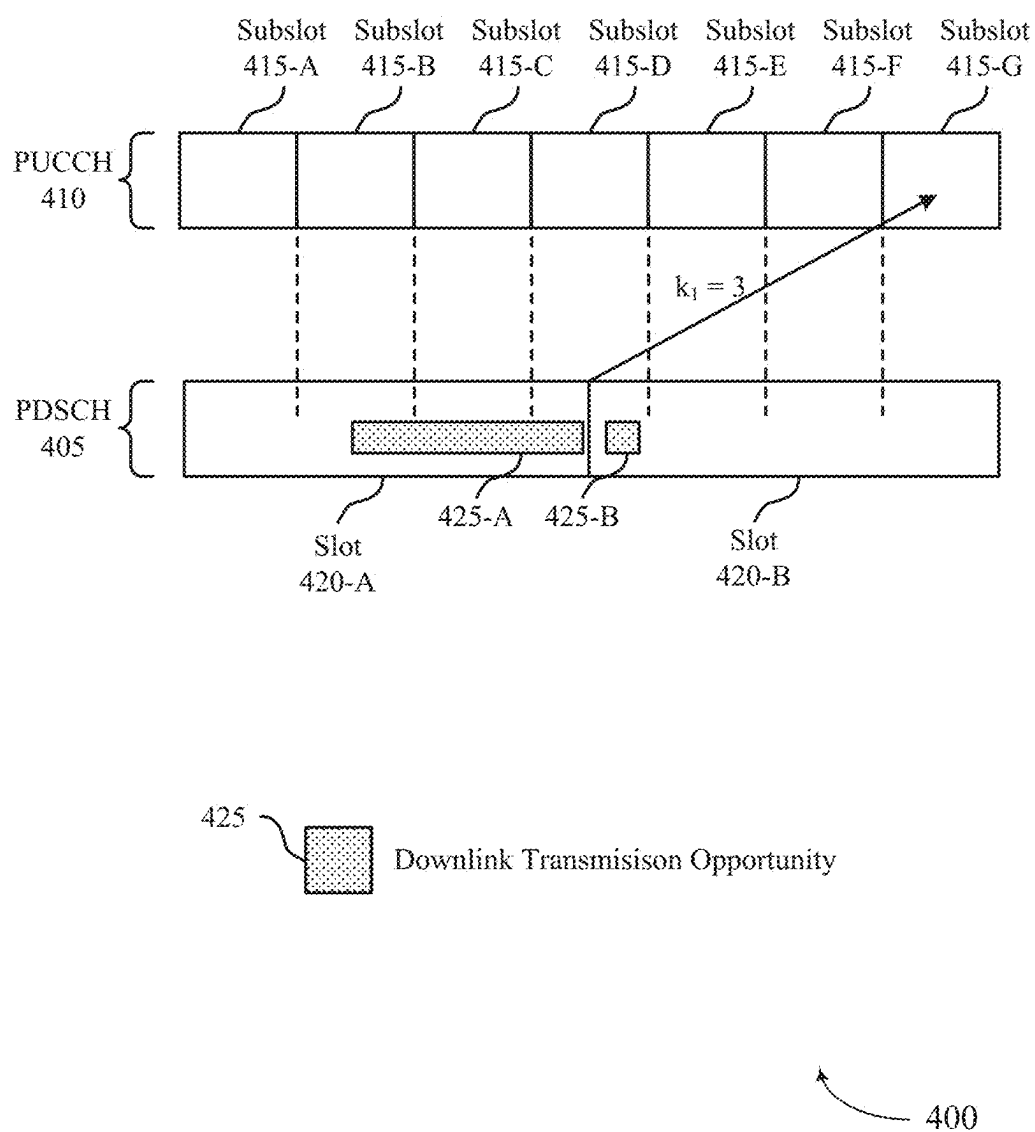 Subslot 415-A
Subslot 415-B
Subslot 415-C
Subslot 415-D
Subslot 415-E
Subslot 415-F
Subslot 415-G
PUCCH
410
k₁ = 3
PDSCH
405
425-A
425-B
Slot
420-A
Slot
420-B
425
Downlink Transmisison Opportunity
400